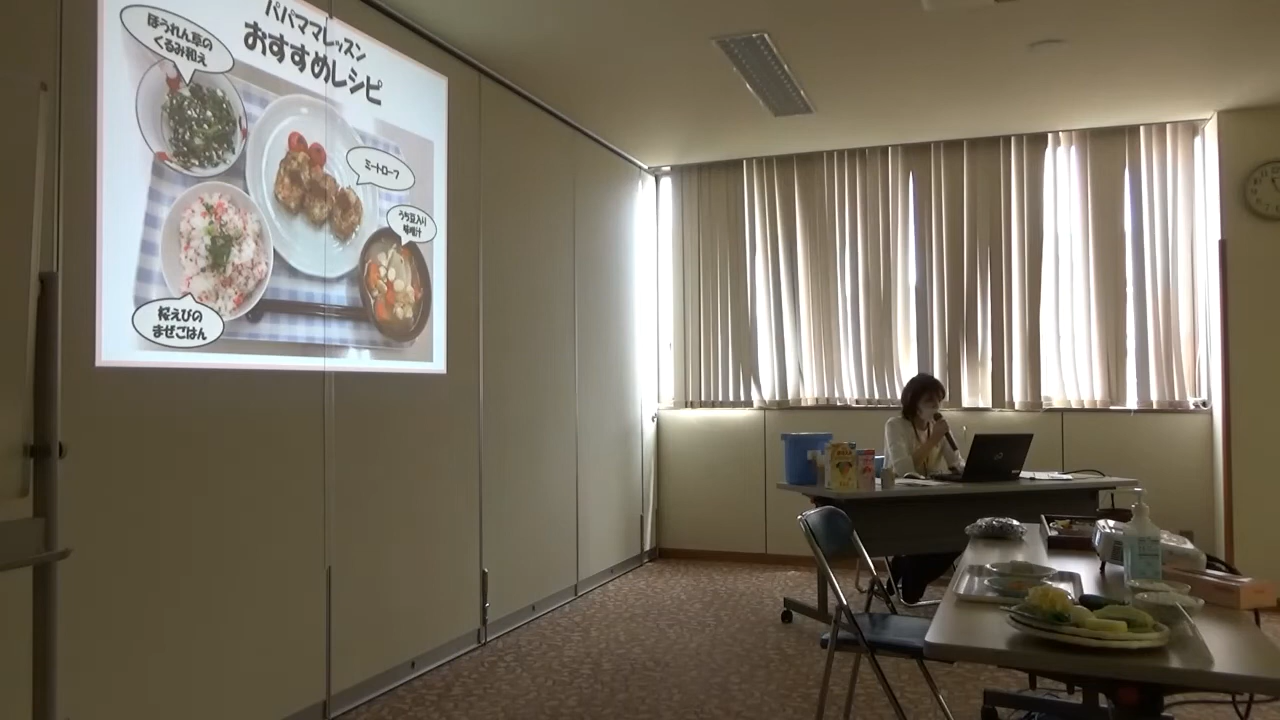 パパママレッスン
おすすめレシピ
ほうれん草の
くるみ和え
ミートローフ
うち豆入り
味噌汁
桜えびの
まぜごはん